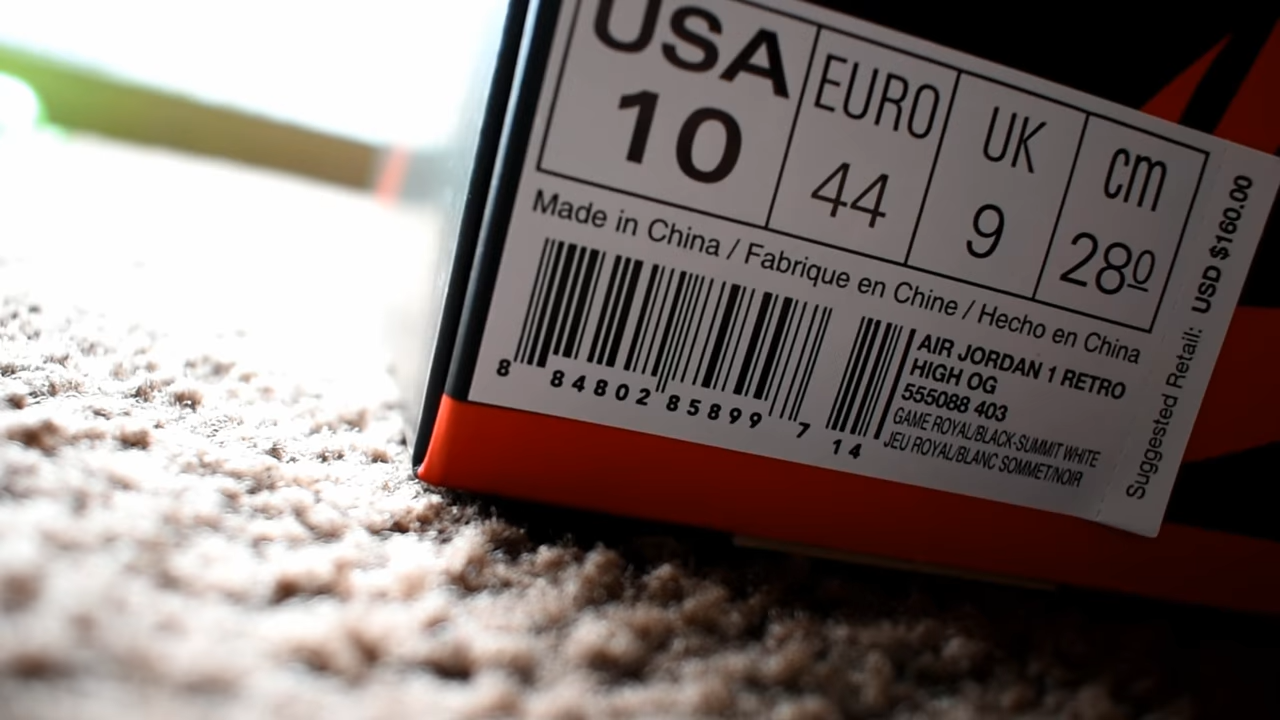 USA EURO UK cm
10 44 9 28º
Made in China / Fabrique en Chine / Hecho en China
8 84802 85899 7 14
AIR JORDAN 1 RETRO
HIGH OG
555088 403
GAME ROYAL/BLACK-SUMMIT WHITE
JEU ROYAL/BLANC SOMMET/NOIR
Suggested Retail: USD $160.00